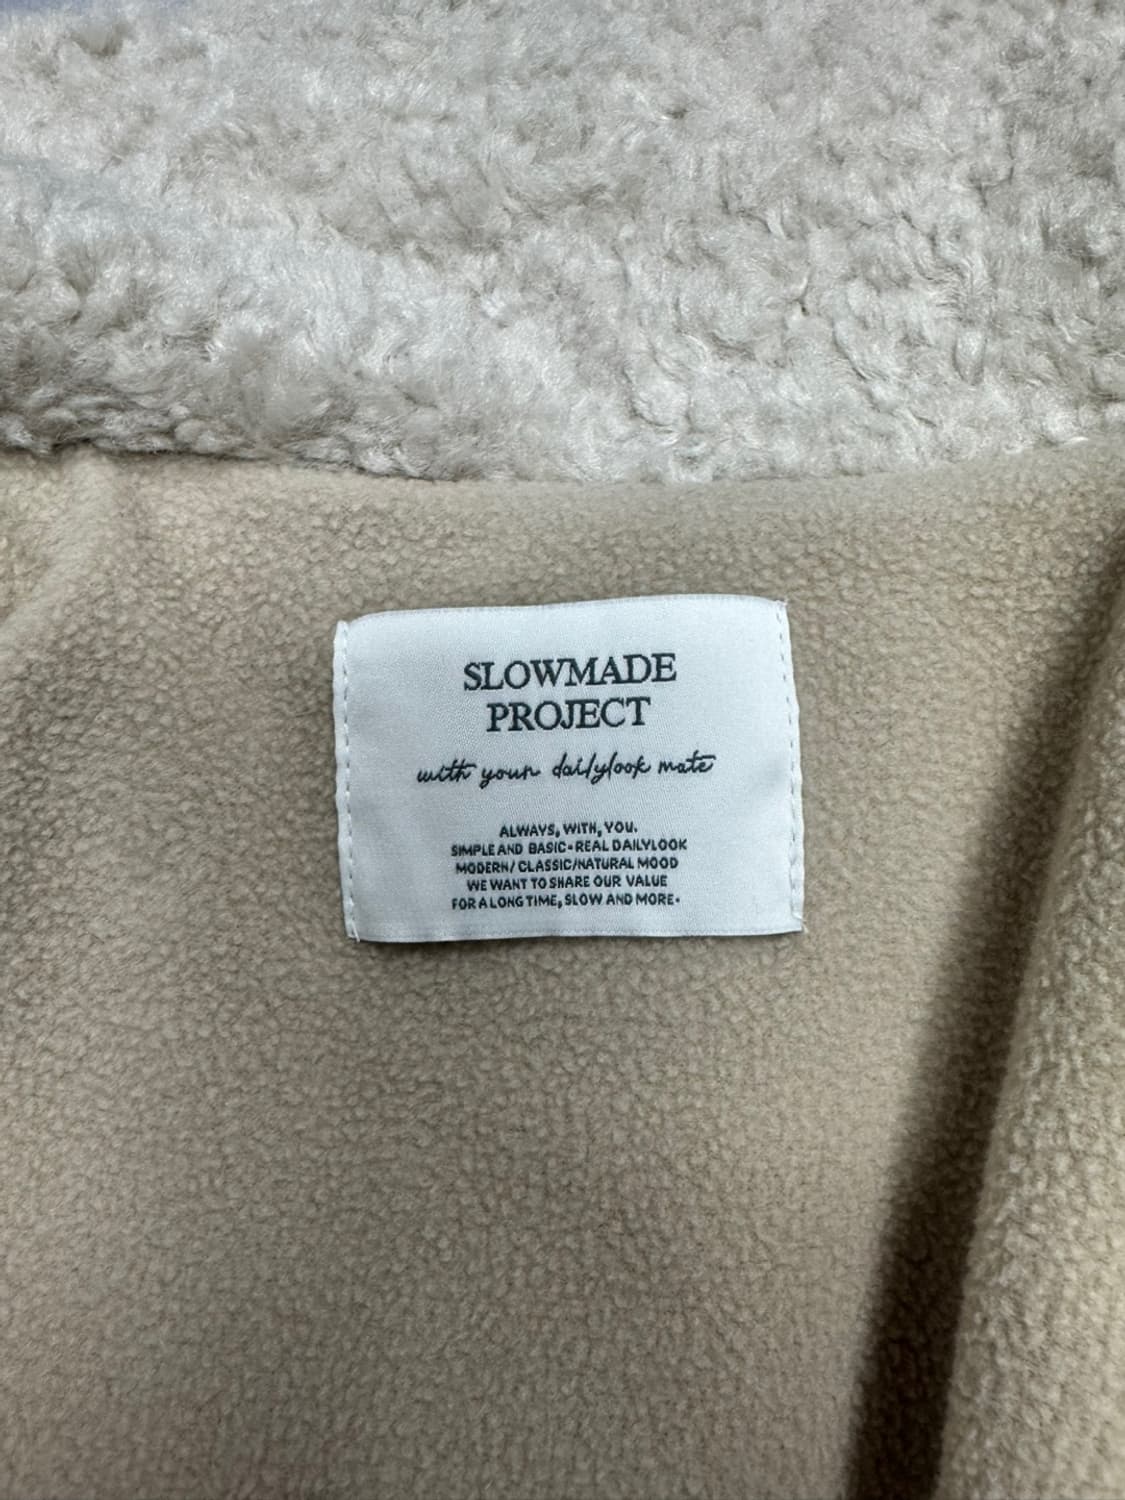 SLOWMADE
PROJECT
with your dailylook mate
ALWAYS, WITH, YOU.
SIMPLE AND BASIC·REAL DAILYLOOK
MODERN/CLASSIC/NATURAL MOOD
WE WANT TO SHARE OUR VALUE
FOR A LONG TIME, SLOW AND MORE·